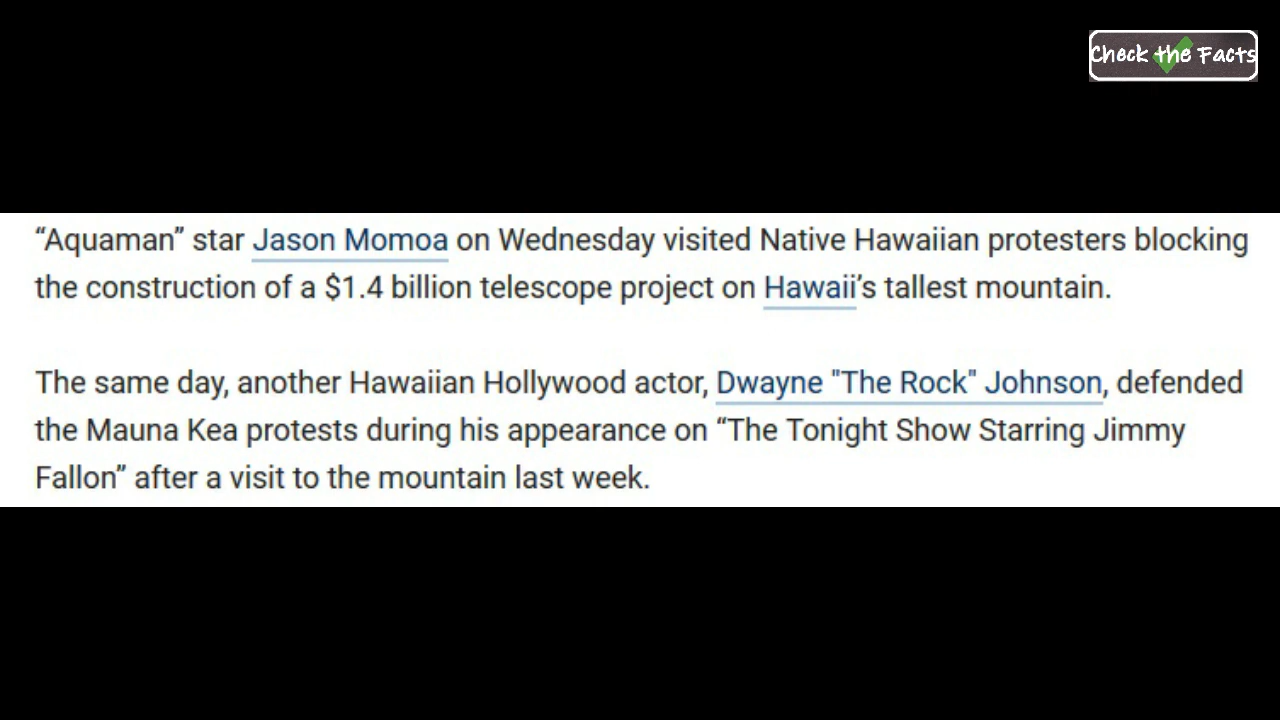 Check the Facts
“Aquaman” star Jason Momoa on Wednesday visited Native Hawaiian protesters blocking
the construction of a $1.4 billion telescope project on Hawaii’s tallest mountain.
The same day, another Hawaiian Hollywood actor, Dwayne "The Rock" Johnson, defended
the Mauna Kea protests during his appearance on “The Tonight Show Starring Jimmy
Fallon” after a visit to the mountain last week.